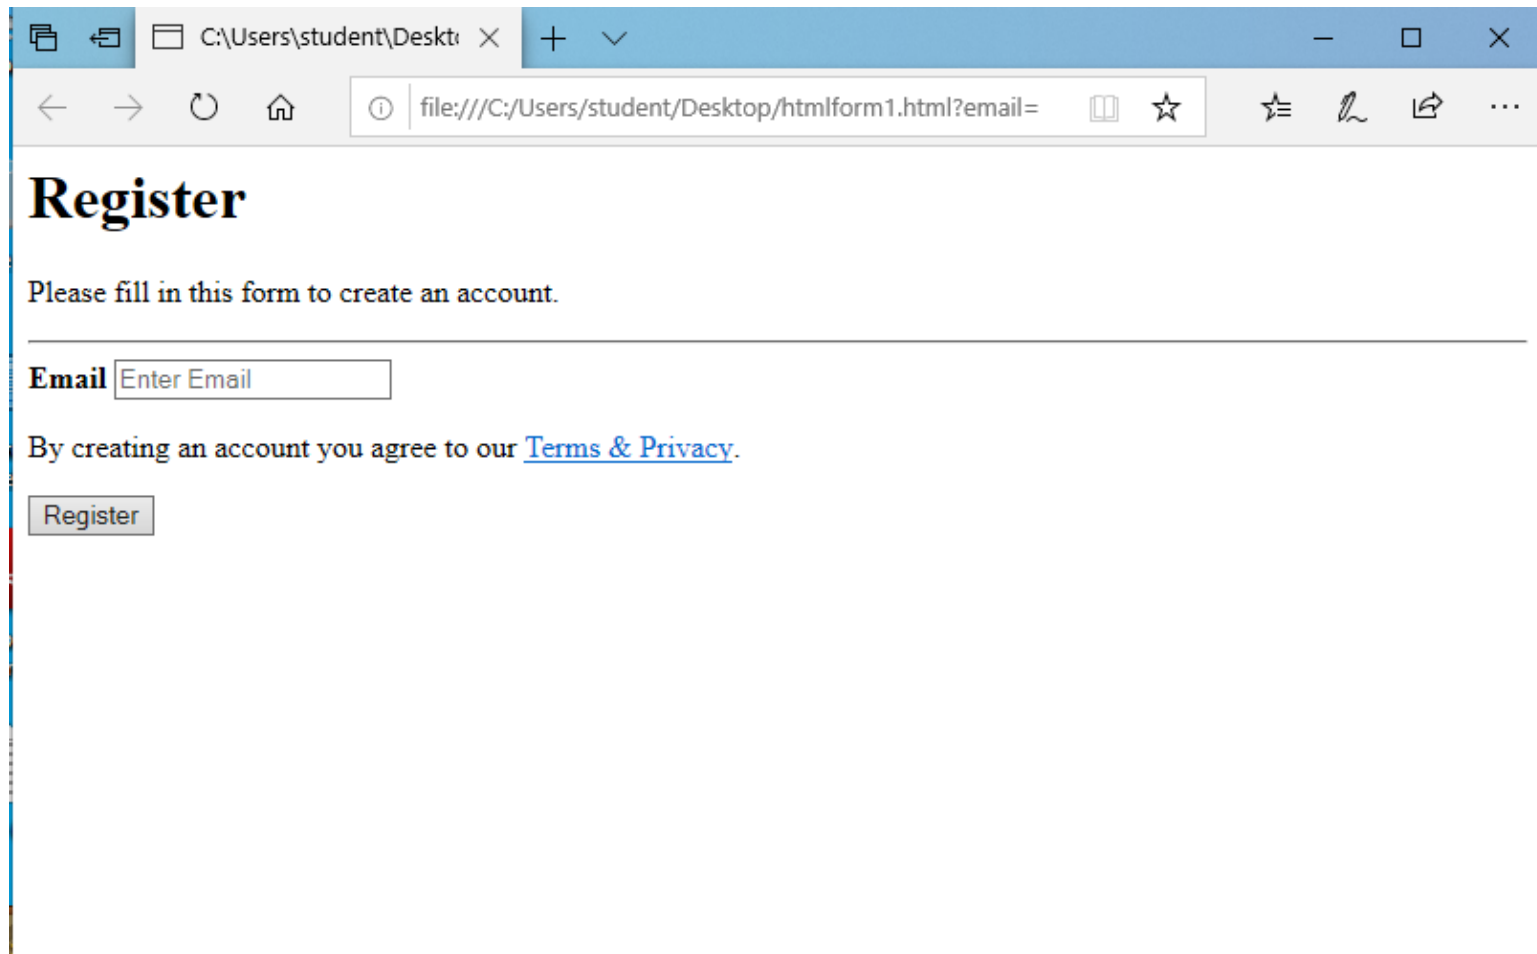 C:\Users\student\Deskt
file:///C:/Users/student/Desktop/htmlform1.html?email=
Register
Please fill in this form to create an account.
Email Enter Email
By creating an account you agree to our Terms & Privacy.
Register